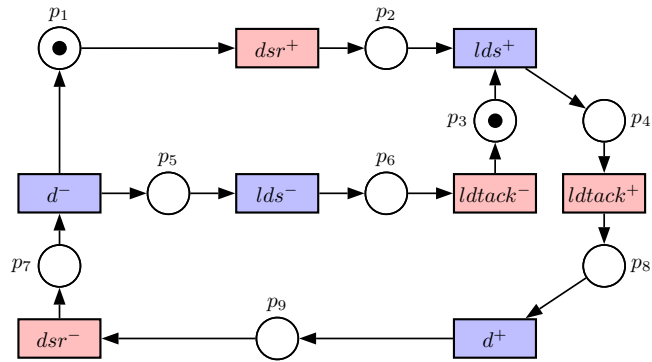 p₁
p₂
dsr⁺
lds⁺
p₃
p₄
p₅
p₆
d⁻
lds⁻
ldtack⁻
ldtack⁺
p₇
p₈
p₉
dsr⁻
d⁺